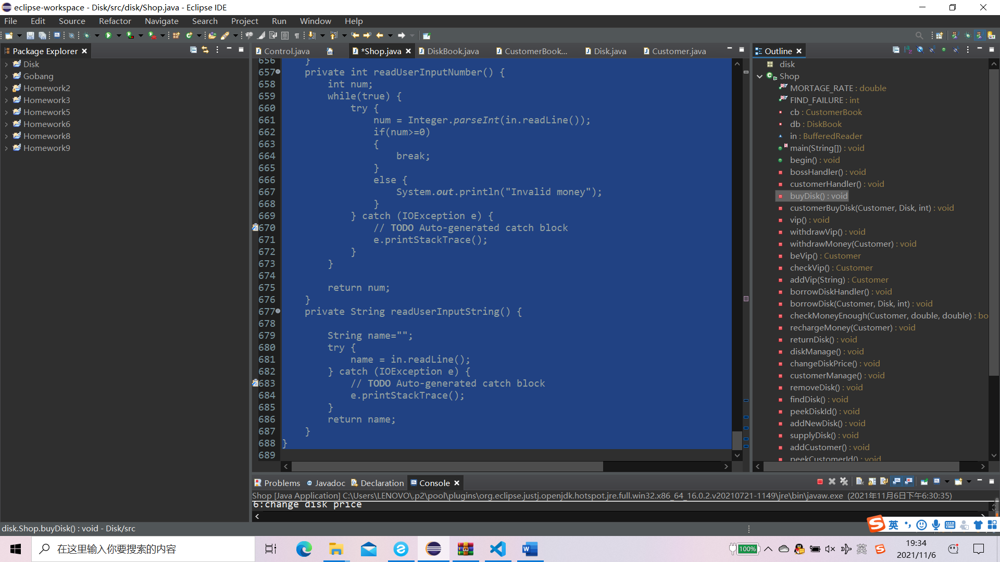 eclipse-workspace - Disk/src/disk/Shop.java - Eclipse IDE
File Edit Source Refactor Navigate Search Project Run Window Help
Package Explorer
Disk
Gobang
Homework2
Homework3
Homework5
Homework6
Homework8
Homework9
Control.java *Shop.java DiskBook.java CustomerBook... Disk.java Customer.java
656 }
657 private int readUserInputNumber() {
658 int num;
659 while(true) {
660 try {
661 num = Integer.parseInt(in.readLine());
662 if(num>=0)
663 {
664 break;
665 }
666 else {
667 System.out.println("Invalid money");
668 }
669 } catch (IOException e) {
670 // TODO Auto-generated catch block
671 e.printStackTrace();
672 }
673 }
674
675 return num;
676 }
677 private String readUserInputString() {
678
679 String name="";
680 try {
681 name = in.readLine();
682 } catch (IOException e) {
683 // TODO Auto-generated catch block
684 e.printStackTrace();
685 }
686 return name;
687 }
688 }
689
Outline
disk
Shop
MORTAGE_RATE : double
FIND_FAILURE : int
cb : CustomerBook
db : DiskBook
in : BufferedReader
main(String[]) : void
begin() : void
bossHandler() : void
customerHandler() : void
buyDisk() : void
customerBuyDisk(Customer, Disk, int) : void
vip() : void
withdrawVip() : void
withdrawMoney(Customer) : void
beVip() : Customer
checkVip() : Customer
addVip(String) : Customer
borrowDiskHandler() : void
borrowDisk(Customer, Disk, int) : void
checkMoneyEnough(Customer, double, double) : bo
rechargeMoney(Customer) : void
returnDisk() : void
diskManage() : void
changeDiskPrice() : void
customerManage() : void
removeDisk() : void
findDisk() : void
peekDiskId() : void
addNewDisk() : void
supplyDisk() : void
addCustomer() : void
peekCustomerId() : void
Problems Javadoc Declaration Console
Shop [Java Application] C:\Users\LENOVO\.p2\pool\plugins\org.eclipse.justj.openjdk.hotspot.jre.full.win32.x86_64_16.0.2.v20210721-1149\jre\bin\javaw.exe (2021年11月6日下午6:30:35)
6:change disk price
disk.Shop.buyDisk() : void - Disk/src
英
在这里输入你要搜索的内容
100%
英
19:34
2021/11/6